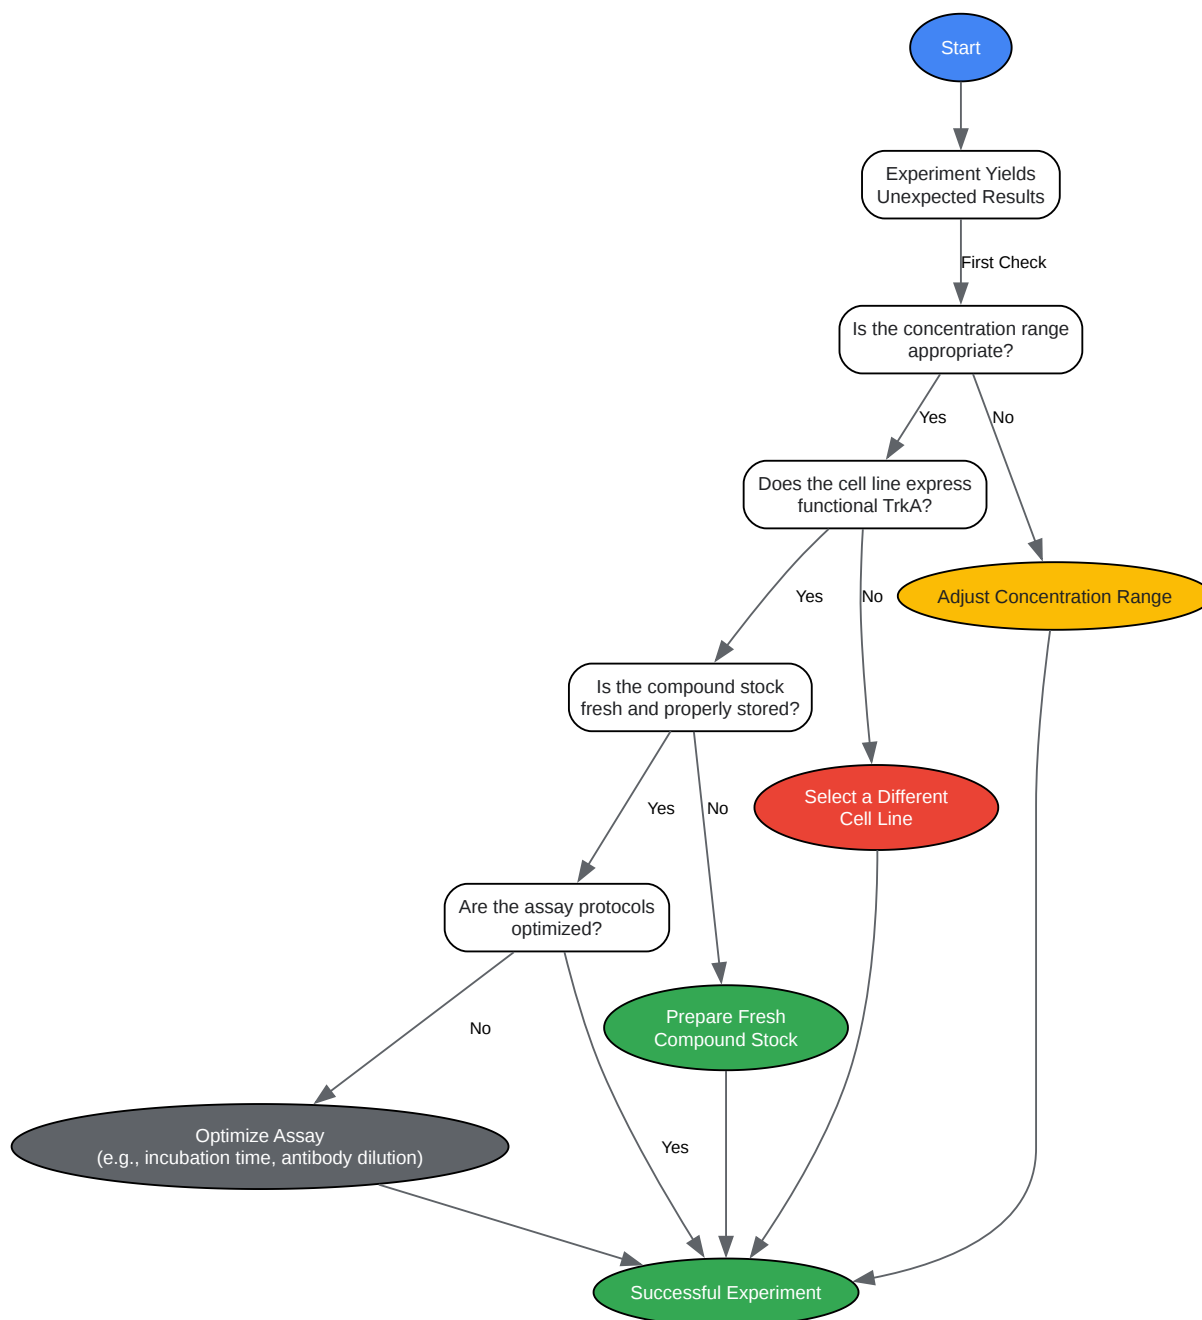 Start
Experiment Yields
Unexpected Results
First Check
Is the concentration range
appropriate?
Yes
No
Does the cell line express
functional TrkA?
Adjust Concentration Range
Yes
No
Is the compound stock
fresh and properly stored?
Select a Different
Cell Line
Yes
No
Are the assay protocols
optimized?
Prepare Fresh
Compound Stock
No
Optimize Assay
(e.g., incubation time, antibody dilution)
Yes
Successful Experiment